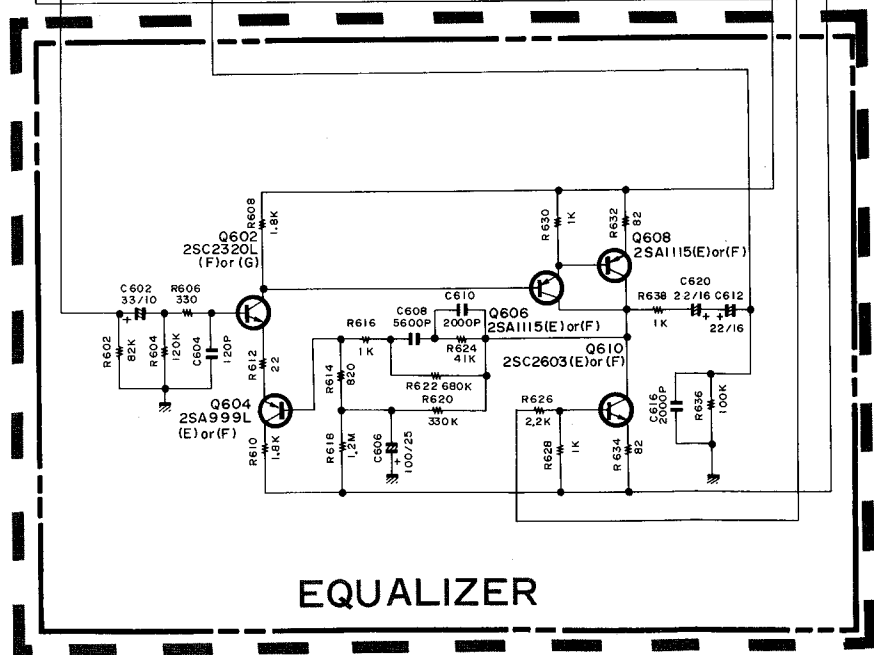 R608
1.8K
Q602
2SC2320L
(F)or (G)
R630
1K
R632
82
Q608
2SA1115(E)or(F)
C602
33/10
R606
330
R602
82K
R604
120K
C604
120P
R612
22
R616
1K
C608
5600P
C610
2000P
Q606
2SA1115(E)or(F)
R624
41K
R638
1K
C620
22/16
C612
22/16
Q610
2SC2603(E)or(F)
R614
820
R622 680K
R620
330K
Q604
2SA999L
(E)or(F)
R610
1.8K
R618
1.2M
C606
100/25
R626
2.2K
R628
1K
R634
82
C616
2000P
R636
100K
EQUALIZER